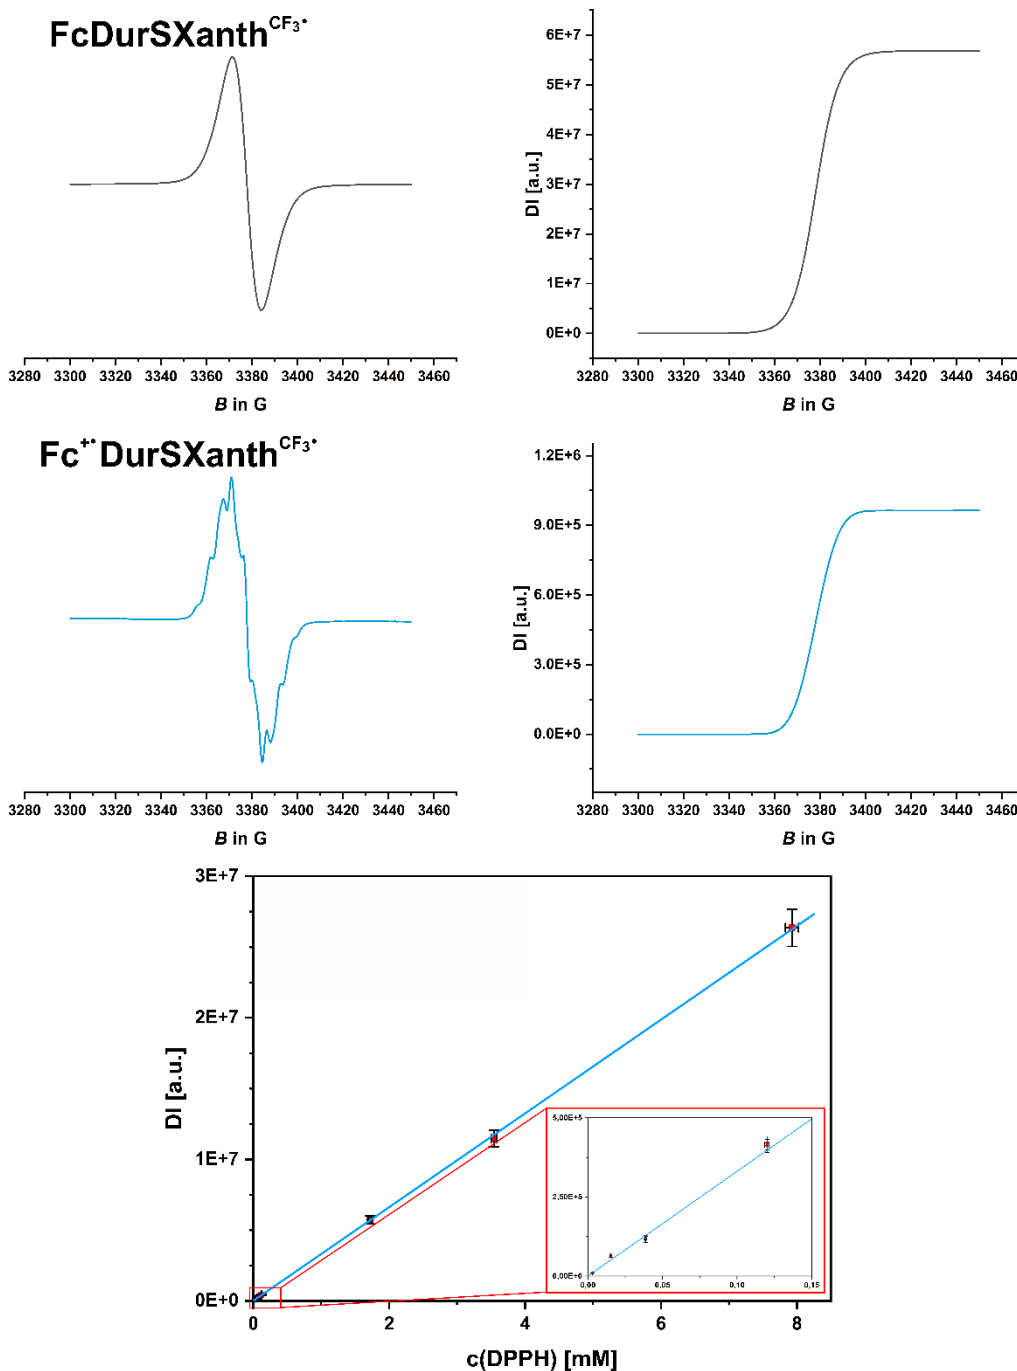 FcDurSXanth^CF₃•
6E+7
5E+7
4E+7
3E+7
2E+7
1E+7
0E+0
DI [a.u.]
3280 3300 3320 3340 3360 3380 3400 3420 3440 3460
B in G
3280 3300 3320 3340 3360 3380 3400 3420 3440 3460
B in G
Fc^+•DurSXanth^CF₃•
1.2E+6
9.0E+5
6.0E+5
3.0E+5
0.0E+0
DI [a.u.]
3280 3300 3320 3340 3360 3380 3400 3420 3440 3460
B in G
3280 3300 3320 3340 3360 3380 3400 3420 3440 3460
B in G
3E+7
2E+7
1E+7
0E+0
DI [a.u.]
5,00E+5
2,50E+5
0,00E+0
0,00 0,05 0,10 0,15
0 2 4 6 8
c(DPPH) [mM]